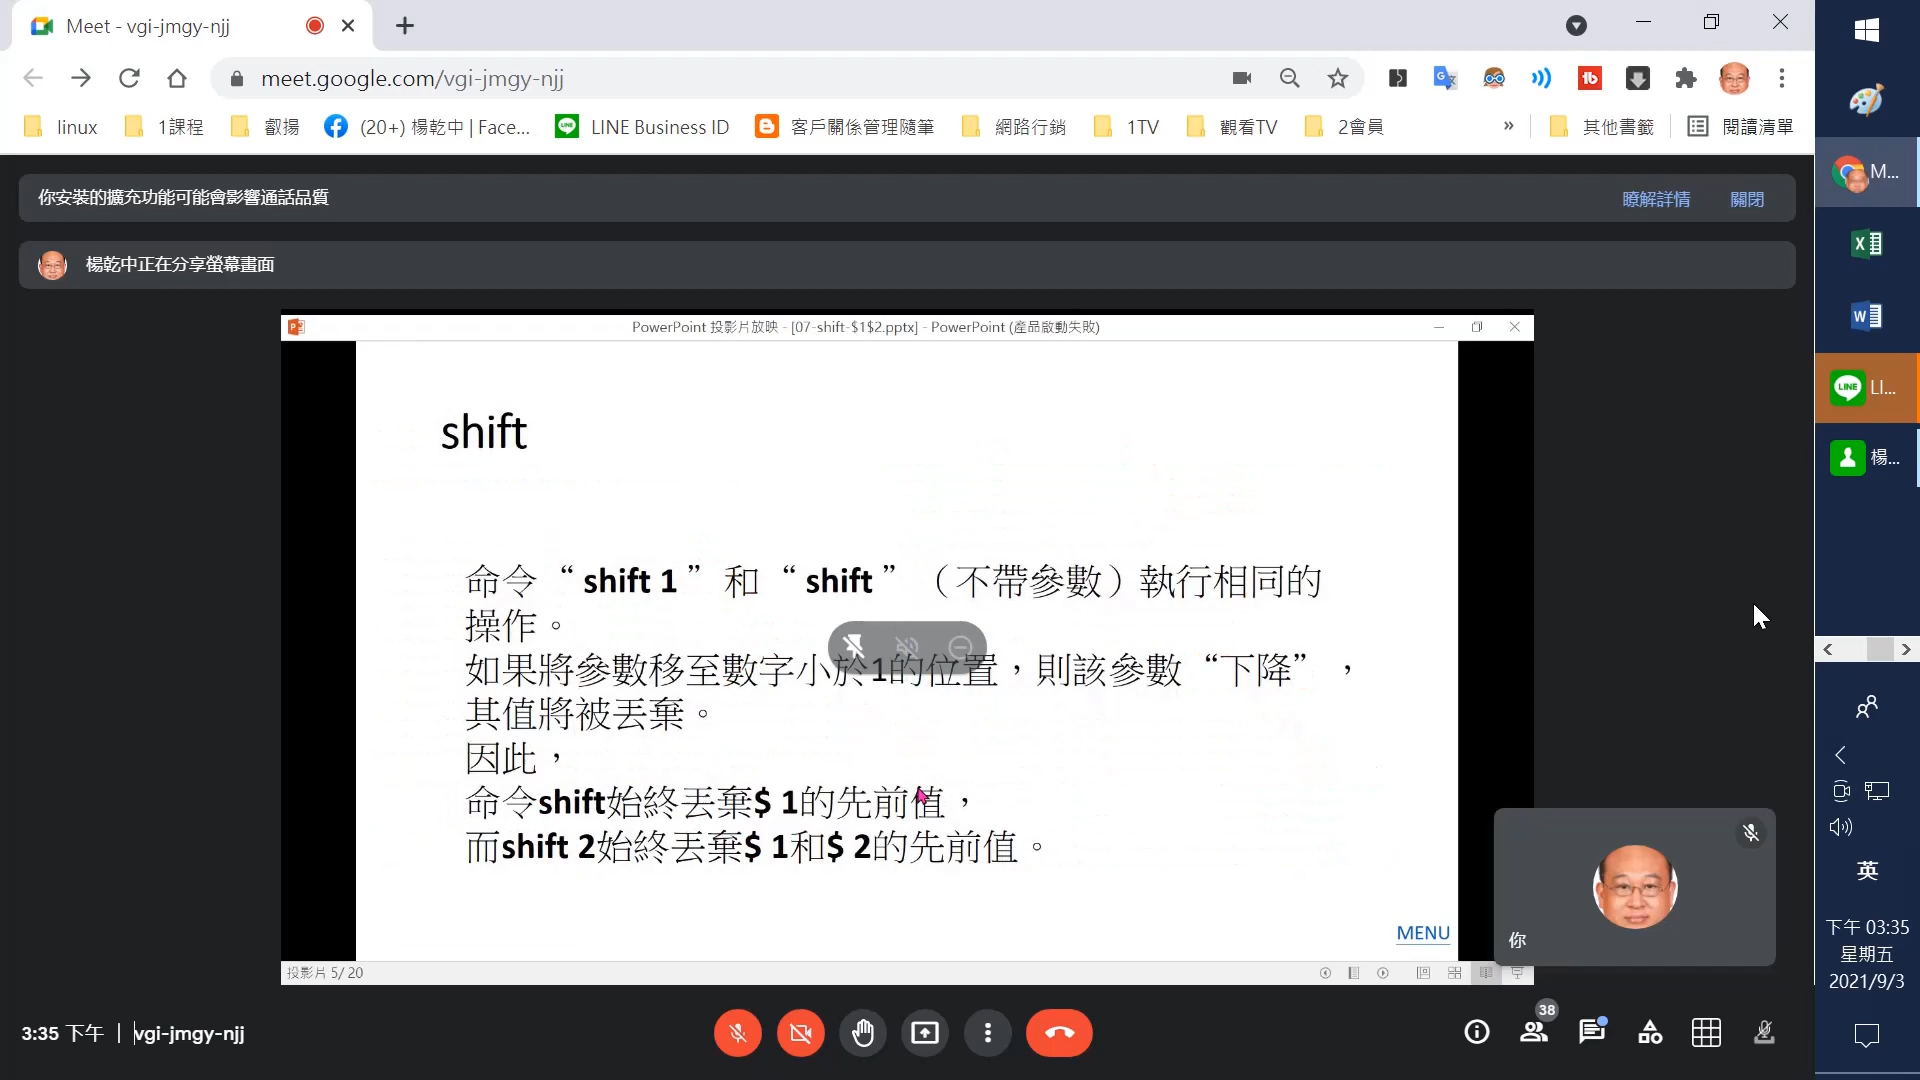 Meet - vgi-jmgy-njj
meet.google.com/vgi-jmgy-njj
linux 1課程 叡揚 (20+) 楊乾中 | Face... LINE Business ID 客戶關係管理隨筆 網路行銷 1TV 觀看TV 2會員 » 其他書籤 閱讀清單
你安裝的擴充功能可能會影響通話品質 瞭解詳情 關閉
楊乾中正在分享螢幕畫面
PowerPoint 投影片放映 - [07-shift-$1$2.pptx] - PowerPoint (產品啟動失敗)
shift
命令“ shift 1 ” 和“ shift ” （不帶參數）執行相同的
操作。
如果將參數移至數字小於1的位置，則該參數“下降”，
其值將被丟棄。
因此，
命令shift始終丟棄$ 1的先前值，
而shift 2始終丟棄$ 1和$ 2的先前值。
MENU
投影片 5/ 20
你
3:35 下午 | vgi-jmgy-njj
38
M...
LINE LI...
楊...
英
下午 03:35
星期五
2021/9/3